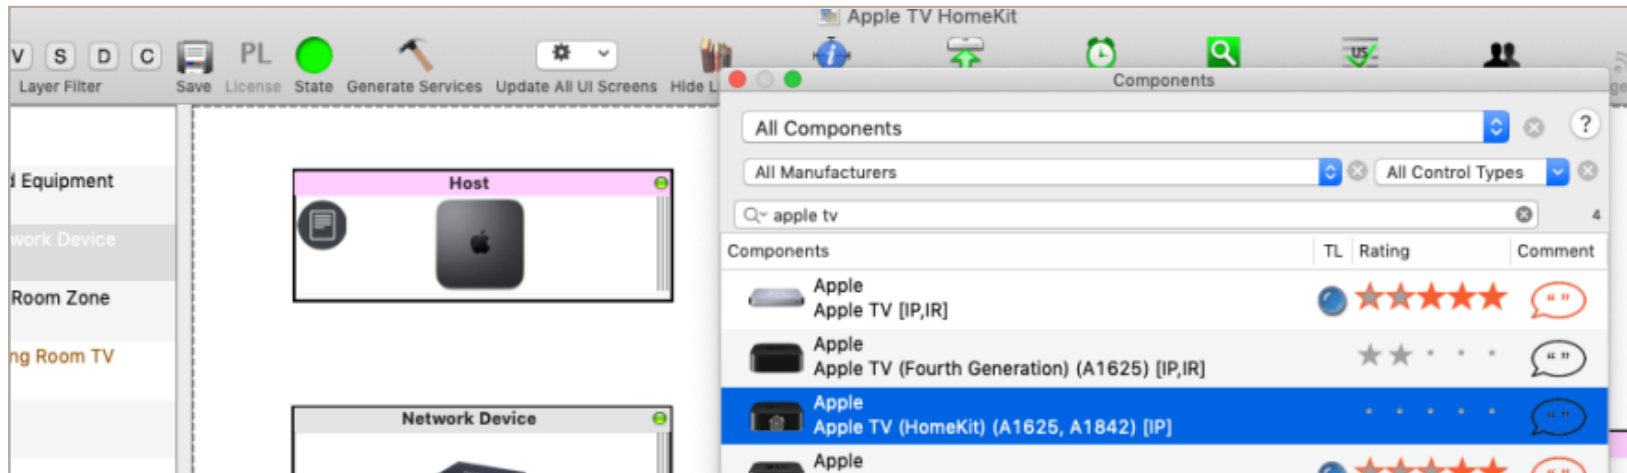 Apple TV HomeKit
V S D C
PL
US
Layer Filter Save License State Generate Services Update All UI Screens Hide L
Components
All Components
?
d Equipment
Host
All Manufacturers
All Control Types
apple tv
4
work Device
Components TL Rating Comment
Room Zone
Apple
Apple TV [IP,IR]
ng Room TV
Apple
Apple TV (Fourth Generation) (A1625) [IP,IR]
Network Device
Apple
Apple TV (HomeKit) (A1625, A1842) [IP]
Apple